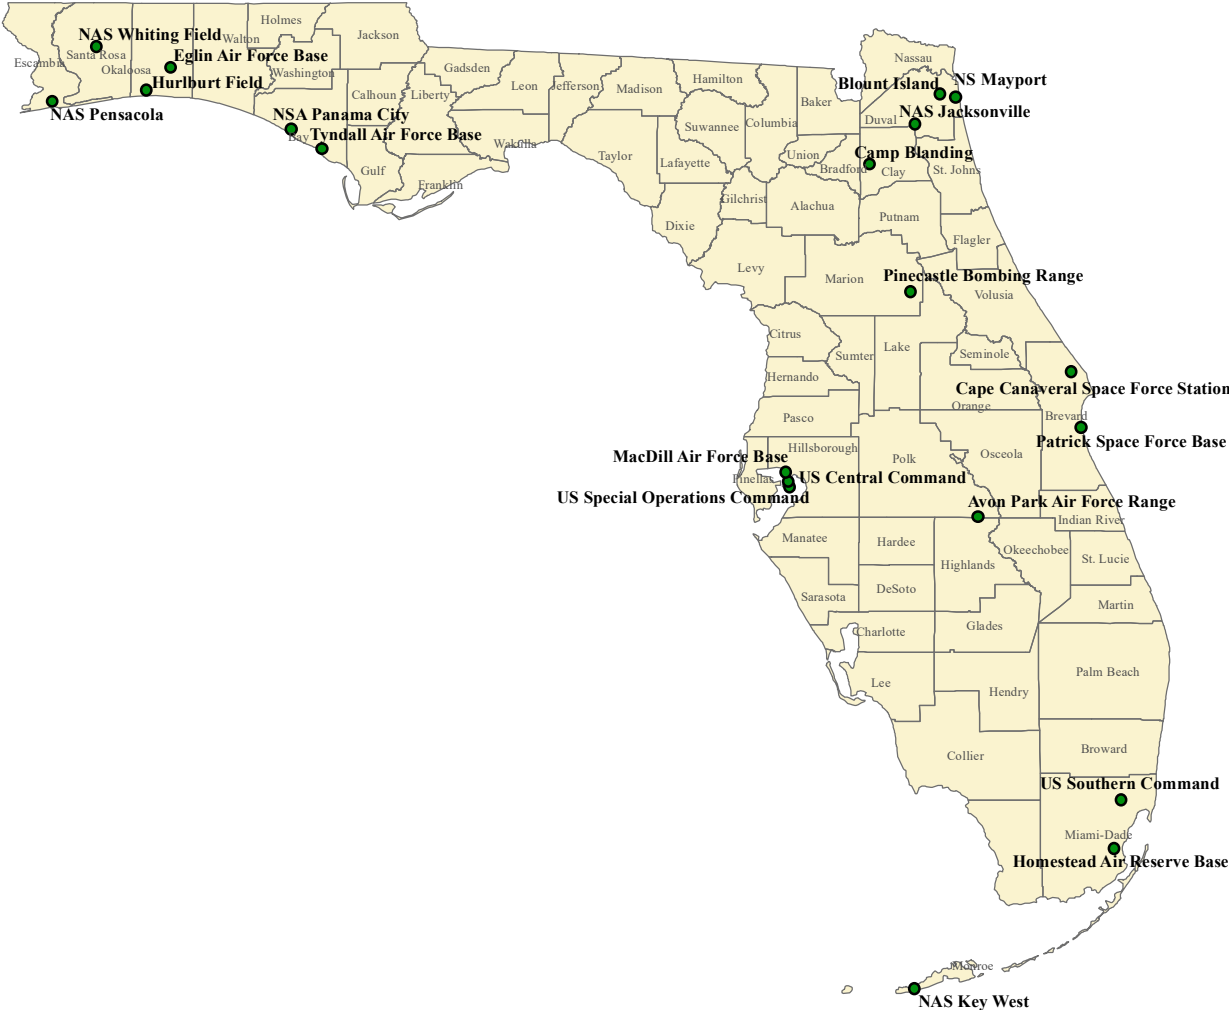 Holmes
NAS Whiting Field
Walton
Jackson
Santa Rosa
Eglin Air Force Base
Escambia
Okaloosa
Washington
Hurlburt Field
NAS Pensacola
Gadsden
Leon
Jefferson
Madison
Hamilton
Calhoun
Liberty
NSA Panama City
Bay
Tyndall Air Force Base
Wakulla
Gulf
Franklin
Taylor
Suwannee
Columbia
Baker
Lafayette
Nassau
Blount Island
NS Mayport
NAS Jacksonville
Duval
Union
Bradford
Camp Blanding
Clay
St. Johns
Gilchrist
Alachua
Putnam
Dixie
Flagler
Levy
Marion
Pinecastle Bombing Range
Volusia
Citrus
Sumter
Lake
Seminole
Hernando
Cape Canaveral Space Force Station
Orange
Pasco
Brevard
Patrick Space Force Base
Hillsborough
MacDill Air Force Base
Polk
Osceola
Pinellas
US Central Command
US Special Operations Command
Avon Park Air Force Range
Indian River
Manatee
Hardee
Okeechobee
St. Lucie
Highlands
DeSoto
Sarasota
Martin
Charlotte
Glades
Lee
Hendry
Palm Beach
Collier
Broward
US Southern Command
Miami-Dade
Homestead Air Reserve Base
Monroe
NAS Key West